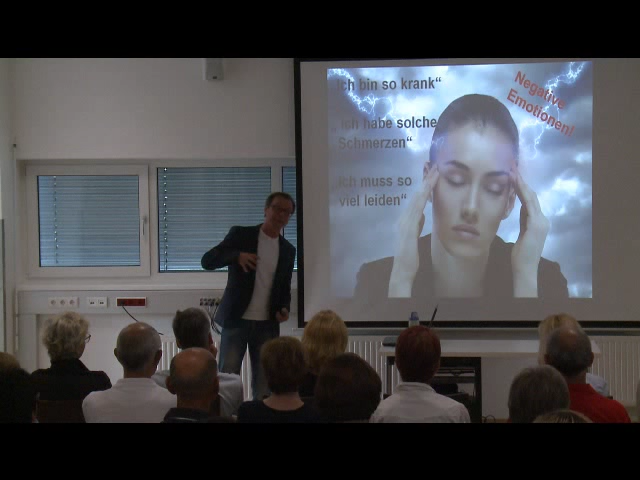 „Ich bin so krank“
„Ich habe solche
Schmerzen“
„Ich muss so
viel leiden“
Negative
Emotionen!